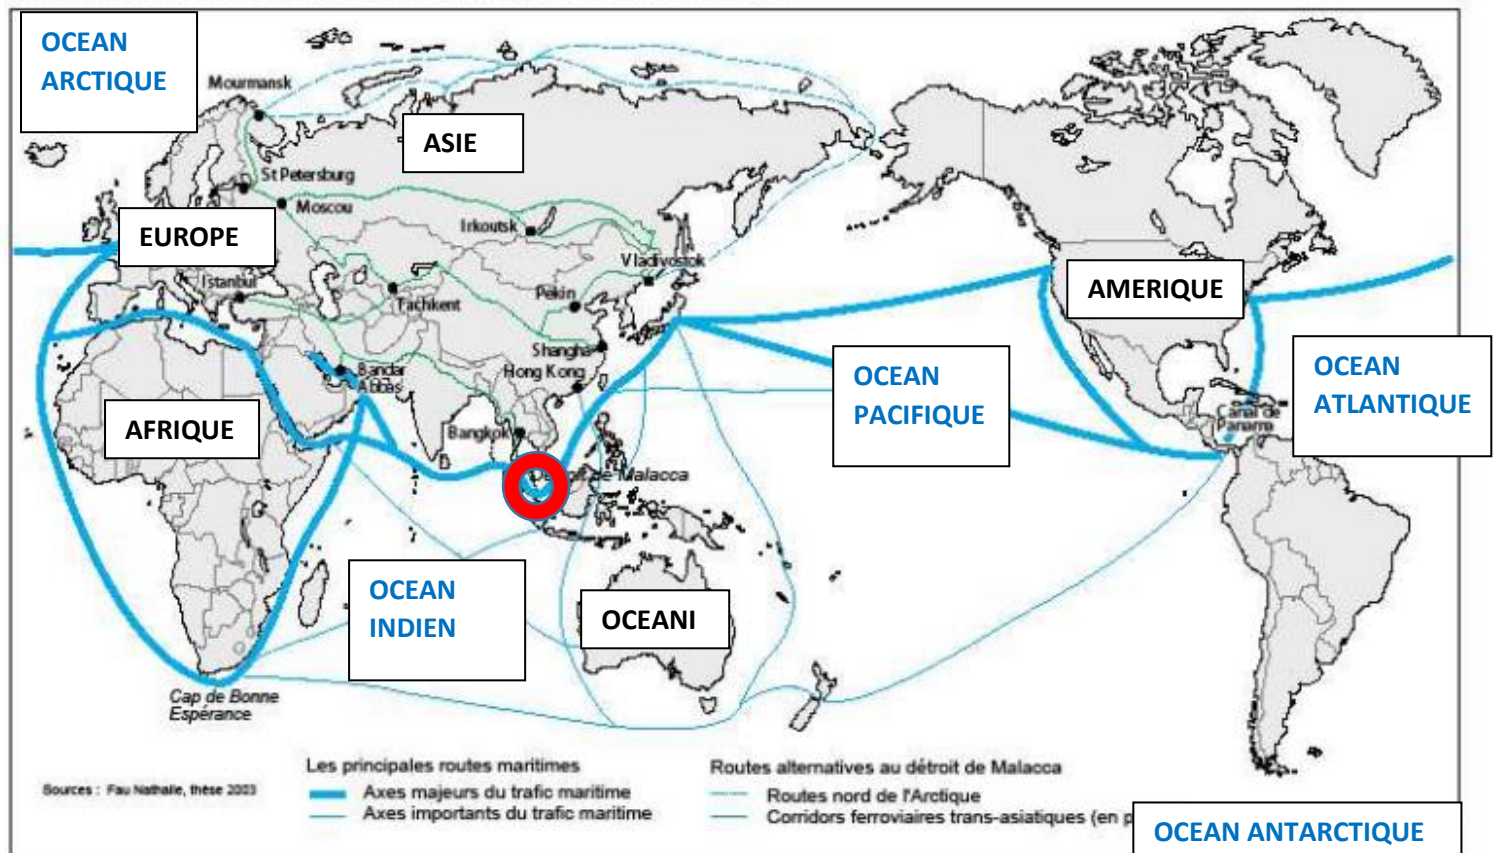 OCEAN
ARCTIQUE
Mourmansk
ASIE
St Petersburg
Moscou
EUROPE
Irkoutsk
Vladivostok
Istanbul
Tachkent
Pekin
AMERIQUE
Shangha
Hong Kong
Bandar
Abbas
OCEAN
PACIFIQUE
OCEAN
ATLANTIQUE
AFRIQUE
Bangkok
Canal de
Panama
de Malacca
OCEAN
INDIEN
OCEANI
Cap de Bonne
Espérance
Les principales routes maritimes
Axes majeurs du trafic maritime
Axes importants du trafic maritime
Routes alternatives au détroit de Malacca
Routes nord de l'Arctique
Corridors ferroviaires trans-asiatiques (en p
Sources : Fau Nathalie, thèse 2003
OCEAN ANTARCTIQUE